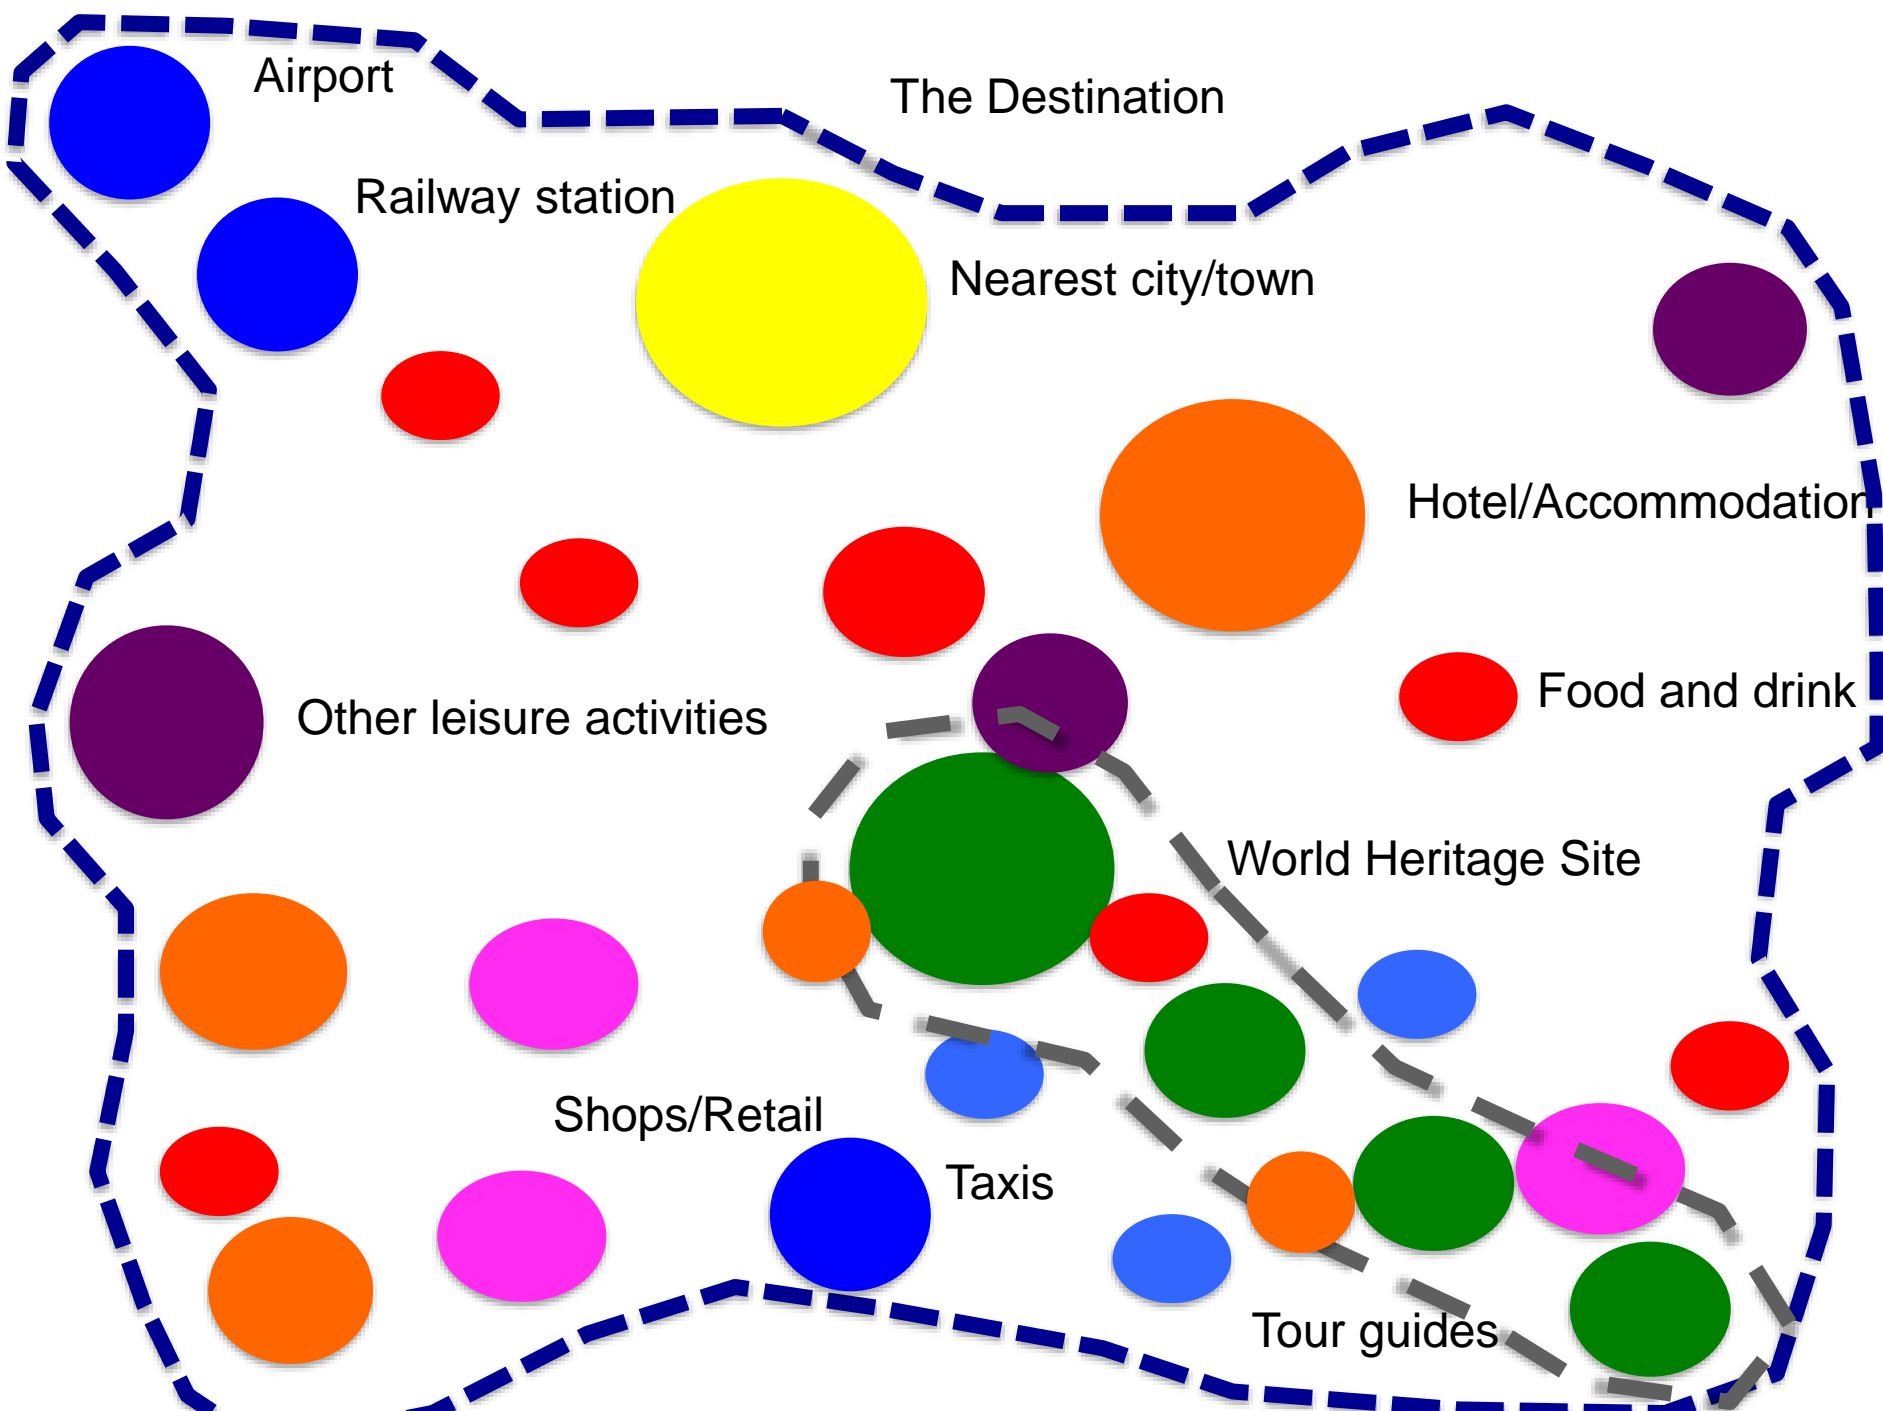 Airport
The Destination
Railway station
Nearest city/town
Hotel/Accommodation
Food and drink
Other leisure activities
World Heritage Site
Shops/Retail
Taxis
Tour guides